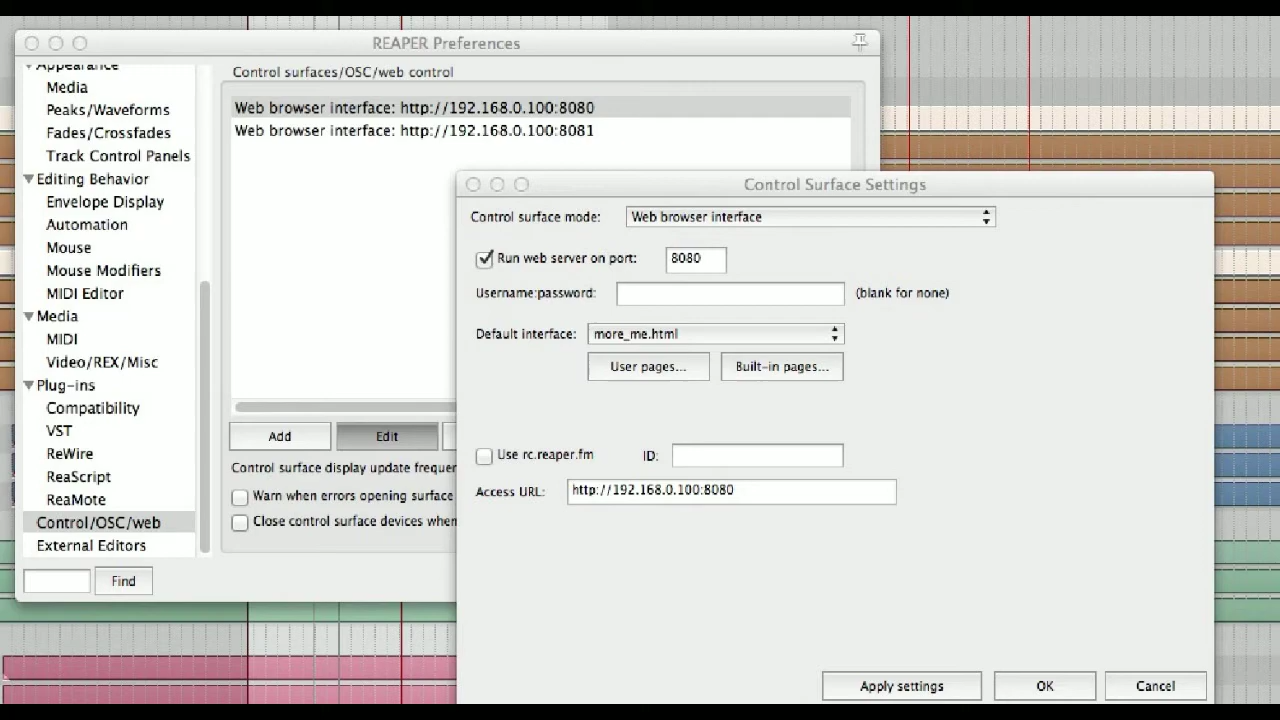 REAPER Preferences
Appearance
Media
Peaks/Waveforms
Fades/Crossfades
Track Control Panels
Editing Behavior
Envelope Display
Automation
Mouse
Mouse Modifiers
MIDI Editor
Media
MIDI
Video/REX/Misc
Plug-ins
Compatibility
VST
ReWire
ReaScript
ReaMote
Control/OSC/web
External Editors
Find
Control surfaces/OSC/web control
Web browser interface: http://192.168.0.100:8080
Web browser interface: http://192.168.0.100:8081
Add
Edit
Control surface display update frequen
Warn when errors opening surface
Close control surface devices when
Control Surface Settings
Control surface mode: Web browser interface
Run web server on port: 8080
Username:password: (blank for none)
Default interface: more_me.html
User pages... Built-in pages...
Use rc.reaper.fm ID:
Access URL: http://192.168.0.100:8080
Apply settings OK Cancel